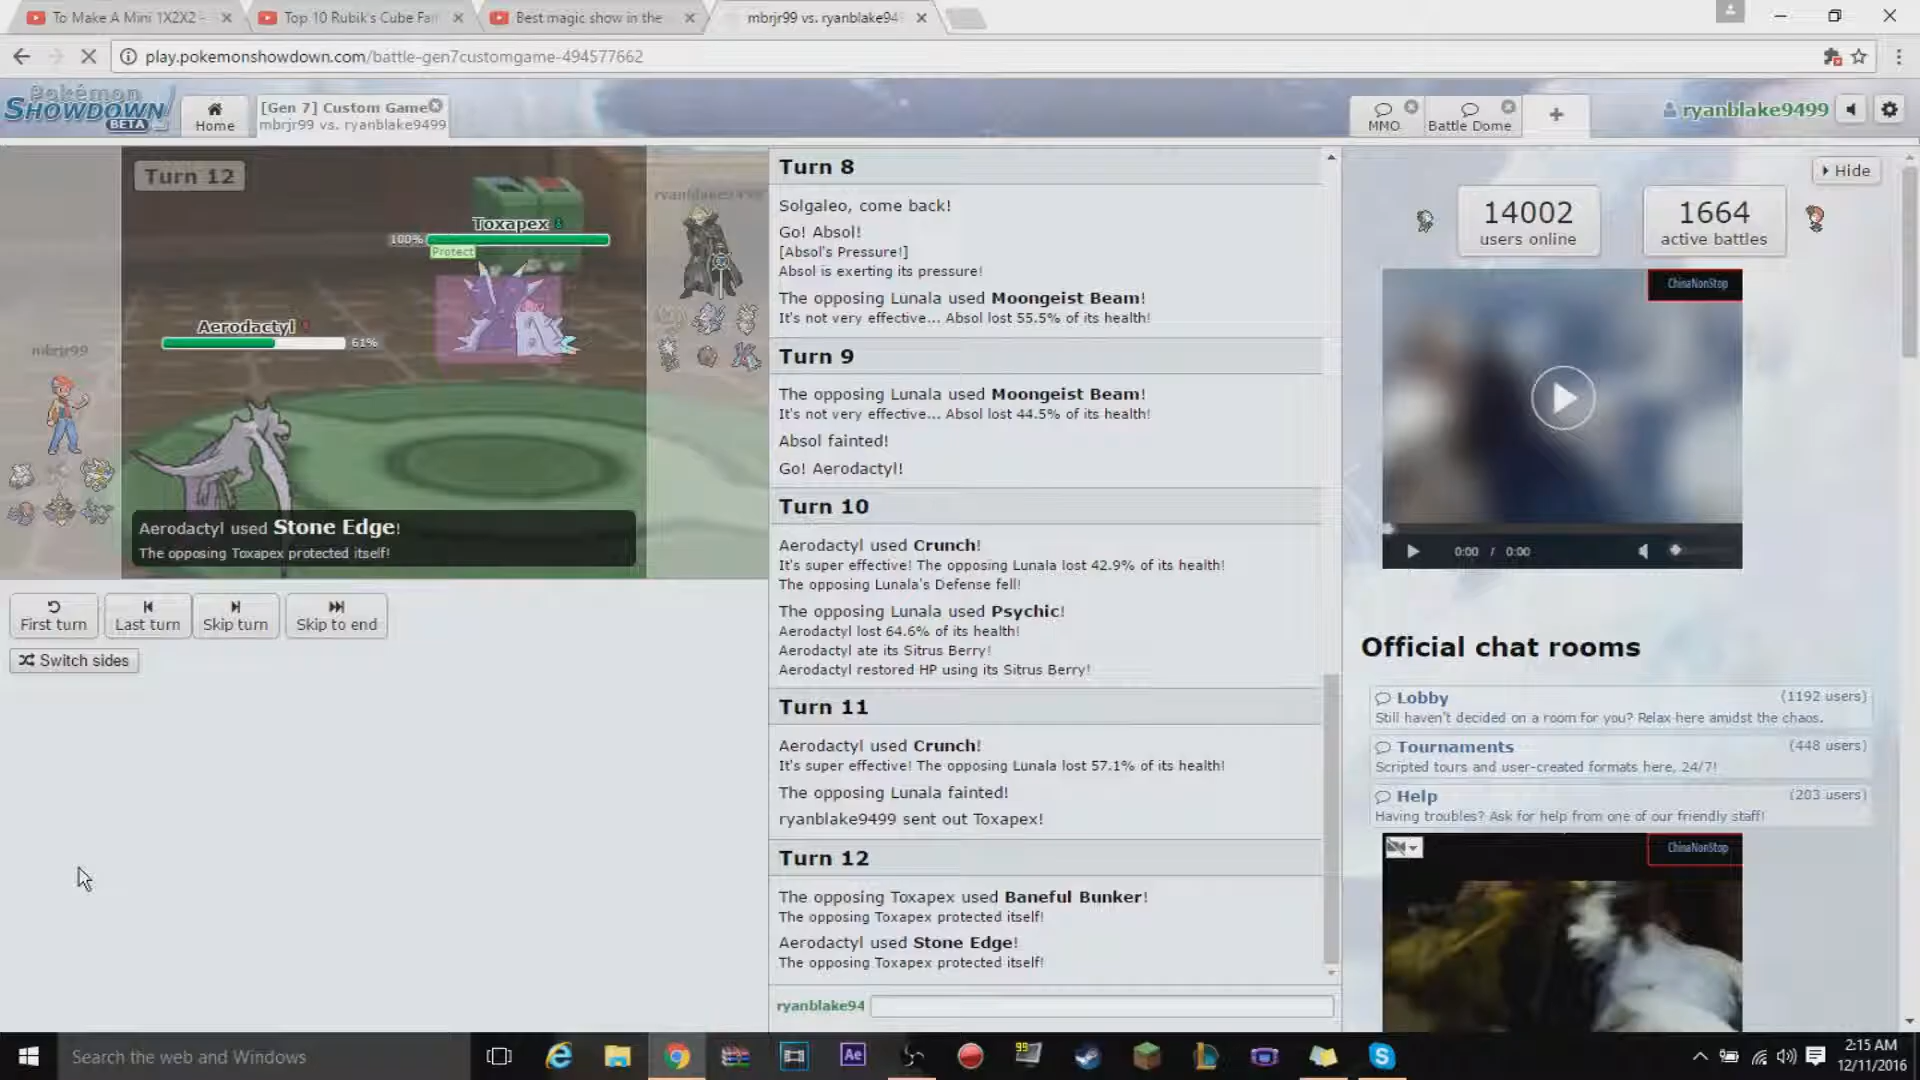 To Make A Mini 1X2X2 -
Top 10 Rubik's Cube Fai
Best magic show in the
mbrjr99 vs. ryanblake949
play.pokemonshowdown.com/battle-gen7customgame-494577662
Pokémon
SHOWDOWN
BETA
Home
[Gen 7] Custom Game
mbrjr99 vs. ryanblake9499
MMO
Battle Dome
ryanblake9499
Turn 12
Toxapex
100%
Protect
Aerodactyl
61%
mbrjr99
ryanblake9499
Aerodactyl used Stone Edge!
The opposing Toxapex protected itself!
First turn
Last turn
Skip turn
Skip to end
Switch sides
Turn 8
Solgaleo, come back!
Go! Absol!
[Absol's Pressure!]
Absol is exerting its pressure!
The opposing Lunala used Moongeist Beam!
It's not very effective... Absol lost 55.5% of its health!
Turn 9
The opposing Lunala used Moongeist Beam!
It's not very effective... Absol lost 44.5% of its health!
Absol fainted!
Go! Aerodactyl!
Turn 10
Aerodactyl used Crunch!
It's super effective! The opposing Lunala lost 42.9% of its health!
The opposing Lunala's Defense fell!
The opposing Lunala used Psychic!
Aerodactyl lost 64.6% of its health!
Aerodactyl ate its Sitrus Berry!
Aerodactyl restored HP using its Sitrus Berry!
Turn 11
Aerodactyl used Crunch!
It's super effective! The opposing Lunala lost 57.1% of its health!
The opposing Lunala fainted!
ryanblake9499 sent out Toxapex!
Turn 12
The opposing Toxapex used Baneful Bunker!
The opposing Toxapex protected itself!
Aerodactyl used Stone Edge!
The opposing Toxapex protected itself!
ryanblake94
Hide
14002
users online
1664
active battles
ChinaNonStop
0:00 / 0:00
Official chat rooms
Lobby (1192 users)
Still haven't decided on a room for you? Relax here amidst the chaos.
Tournaments (448 users)
Scripted tours and user-created formats here, 24/7!
Help (203 users)
Having troubles? Ask for help from one of our friendly staff!
ChinaNonStop
Search the web and Windows
Ae
99
2:15 AM
12/11/2016